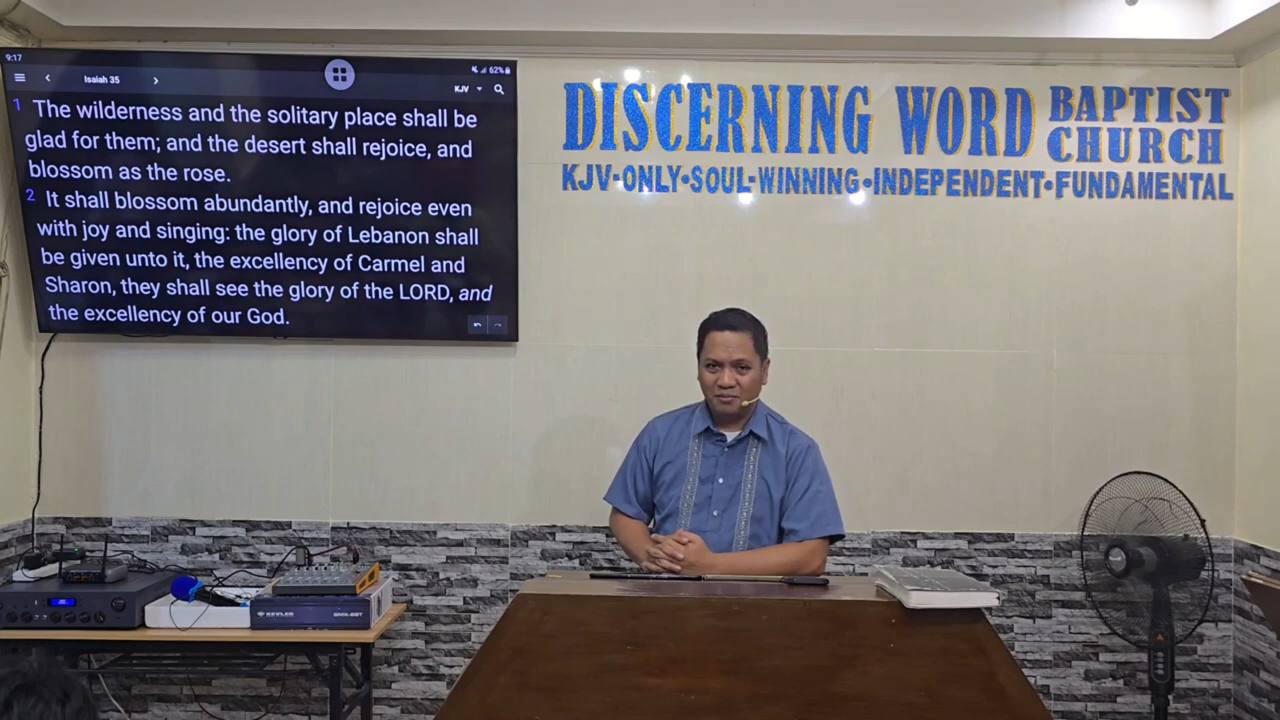 9:17
62%
Isaiah 35
KJV
1 The wilderness and the solitary place shall be
glad for them; and the desert shall rejoice, and
blossom as the rose.
2 It shall blossom abundantly, and rejoice even
with joy and singing: the glory of Lebanon shall
be given unto it, the excellency of Carmel and
Sharon, they shall see the glory of the LORD, and
the excellency of our God.
DISCERNING WORD BAPTIST
CHURCH
KJV-ONLY•SOUL-WINNING•INDEPENDENT•FUNDAMENTAL
KEVLER